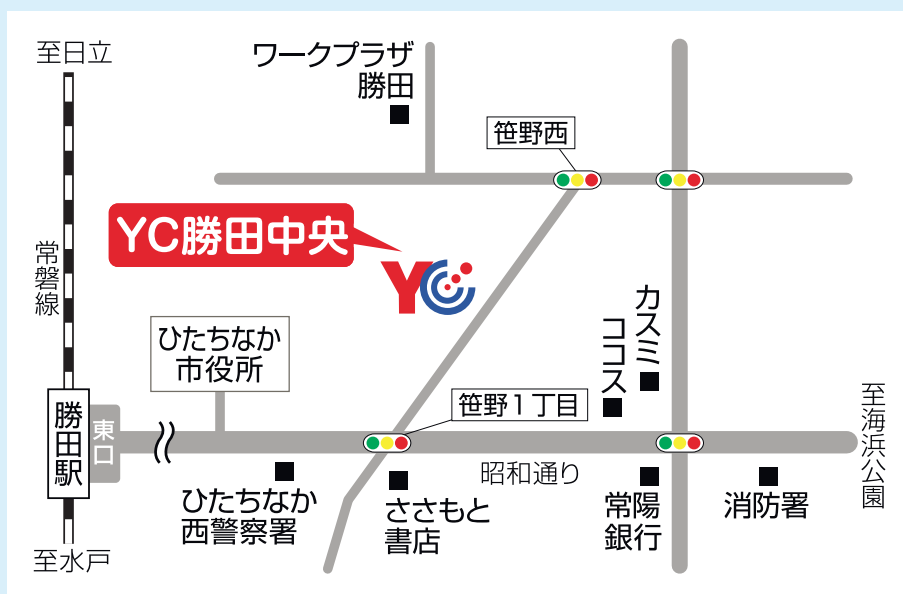 至日立
ワークプラザ
勝田
笹野西
YC勝田中央
YC
常磐線
カスミ
ココス
ひたちなか
市役所
笹野1丁目
至海浜公園
勝田駅
東口
昭和通り
ひたちなか
西警察署
ささもと
書店
常陽
銀行
消防署
至水戸